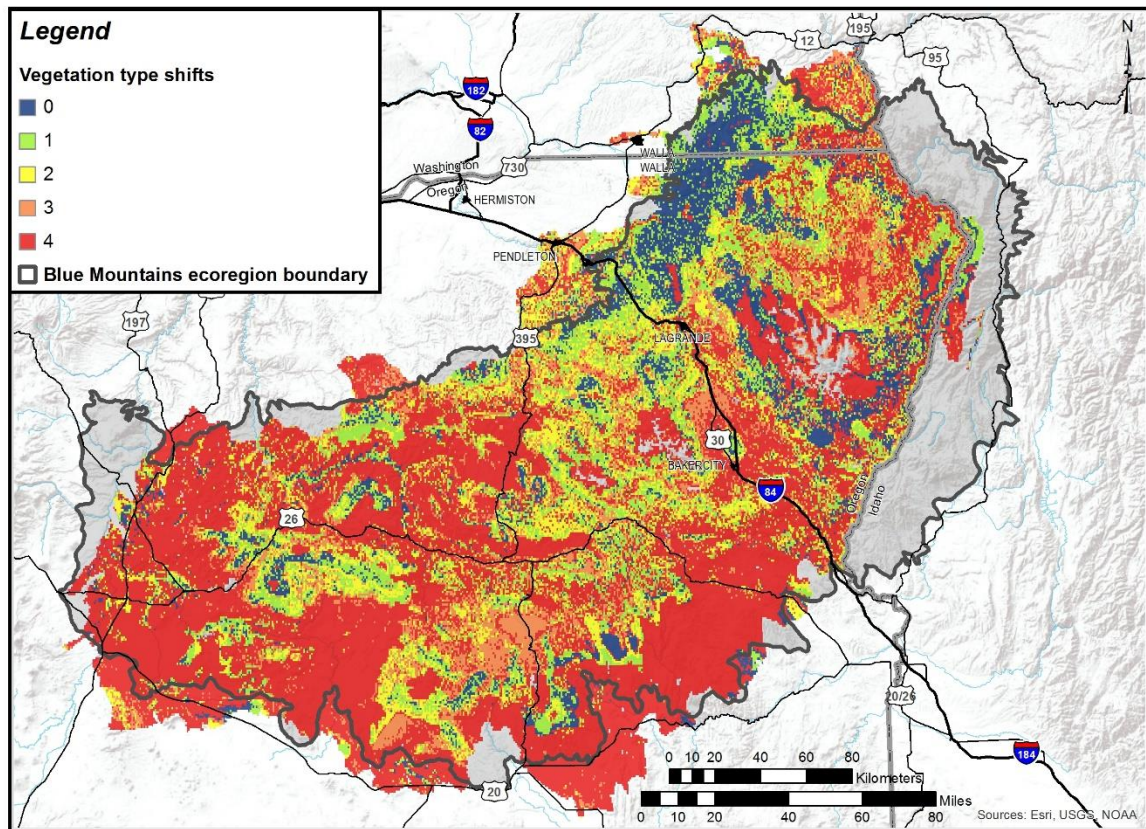 Legend
Vegetation type shifts
0
1
2
3
4
Blue Mountains ecoregion boundary
N
195
12
95
182
82
WALLA
WALLA
Washington
730
Oregon
HERMISTON
PENDLETON
197
395
LAGRANDE
30
BAKERCITY
84
Oregon
Idaho
26
20/26
184
20
0 10 20 40 60 80
Kilometers
Miles
0 10 20 40 60 80
Sources: Esri, USGS, NOAA